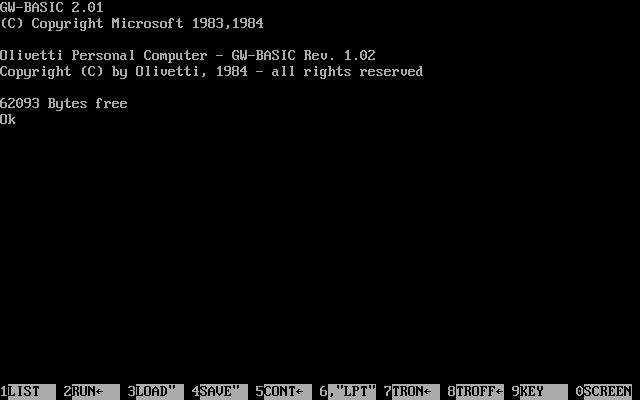 GW-BASIC 2.01
(C) Copyright Microsoft 1983,1984
Olivetti Personal Computer - GW-BASIC Rev. 1.02
Copyright (C) by Olivetti, 1984 - all rights reserved
62093 Bytes free
Ok
1LIST 2RUN← 3LOAD" 4SAVE" 5CONT← 6,"LPT" 7TRON← 8TROFF← 9KEY 0SCREEN